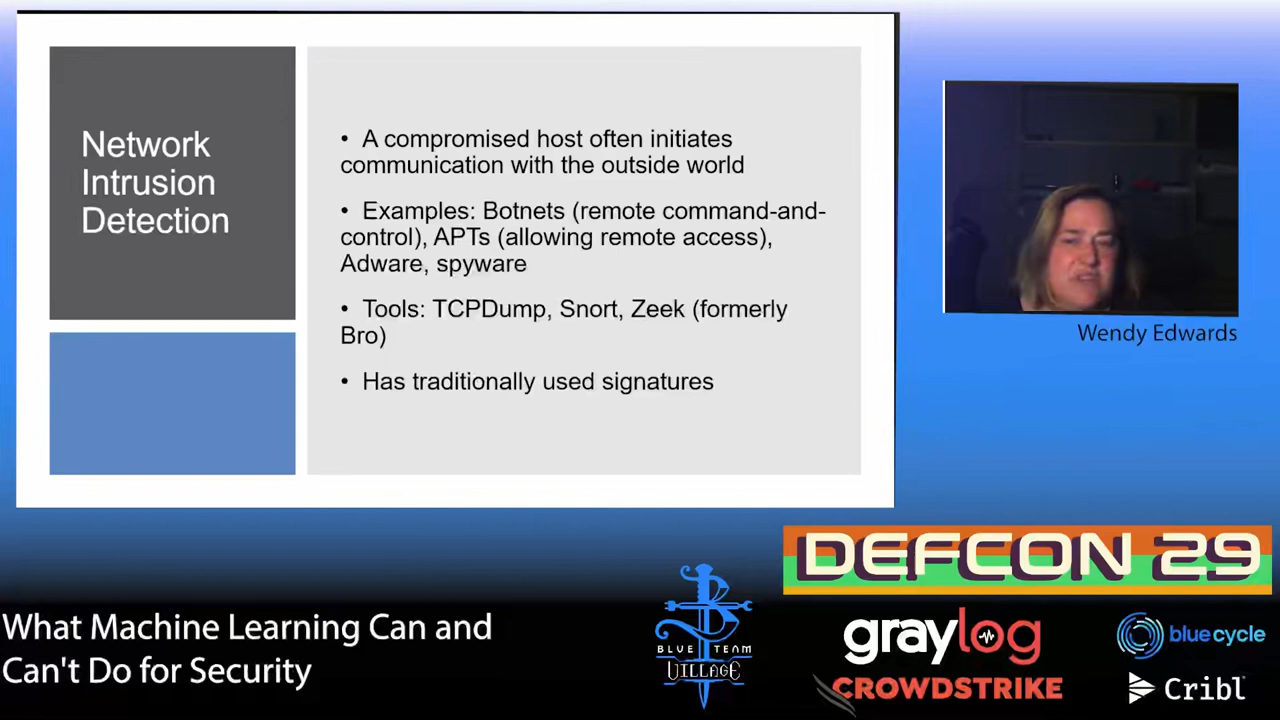 Network
Intrusion
Detection
• A compromised host often initiates
communication with the outside world
• Examples: Botnets (remote command-and-
control), APTs (allowing remote access),
Adware, spyware
• Tools: TCPDump, Snort, Zeek (formerly
Bro)
• Has traditionally used signatures
Wendy Edwards
DEFCON 29
What Machine Learning Can and
Can't Do for Security
BLUE TEAM
VILLAGE
graylog
bluecycle
CROWDSTRIKE
Cribl